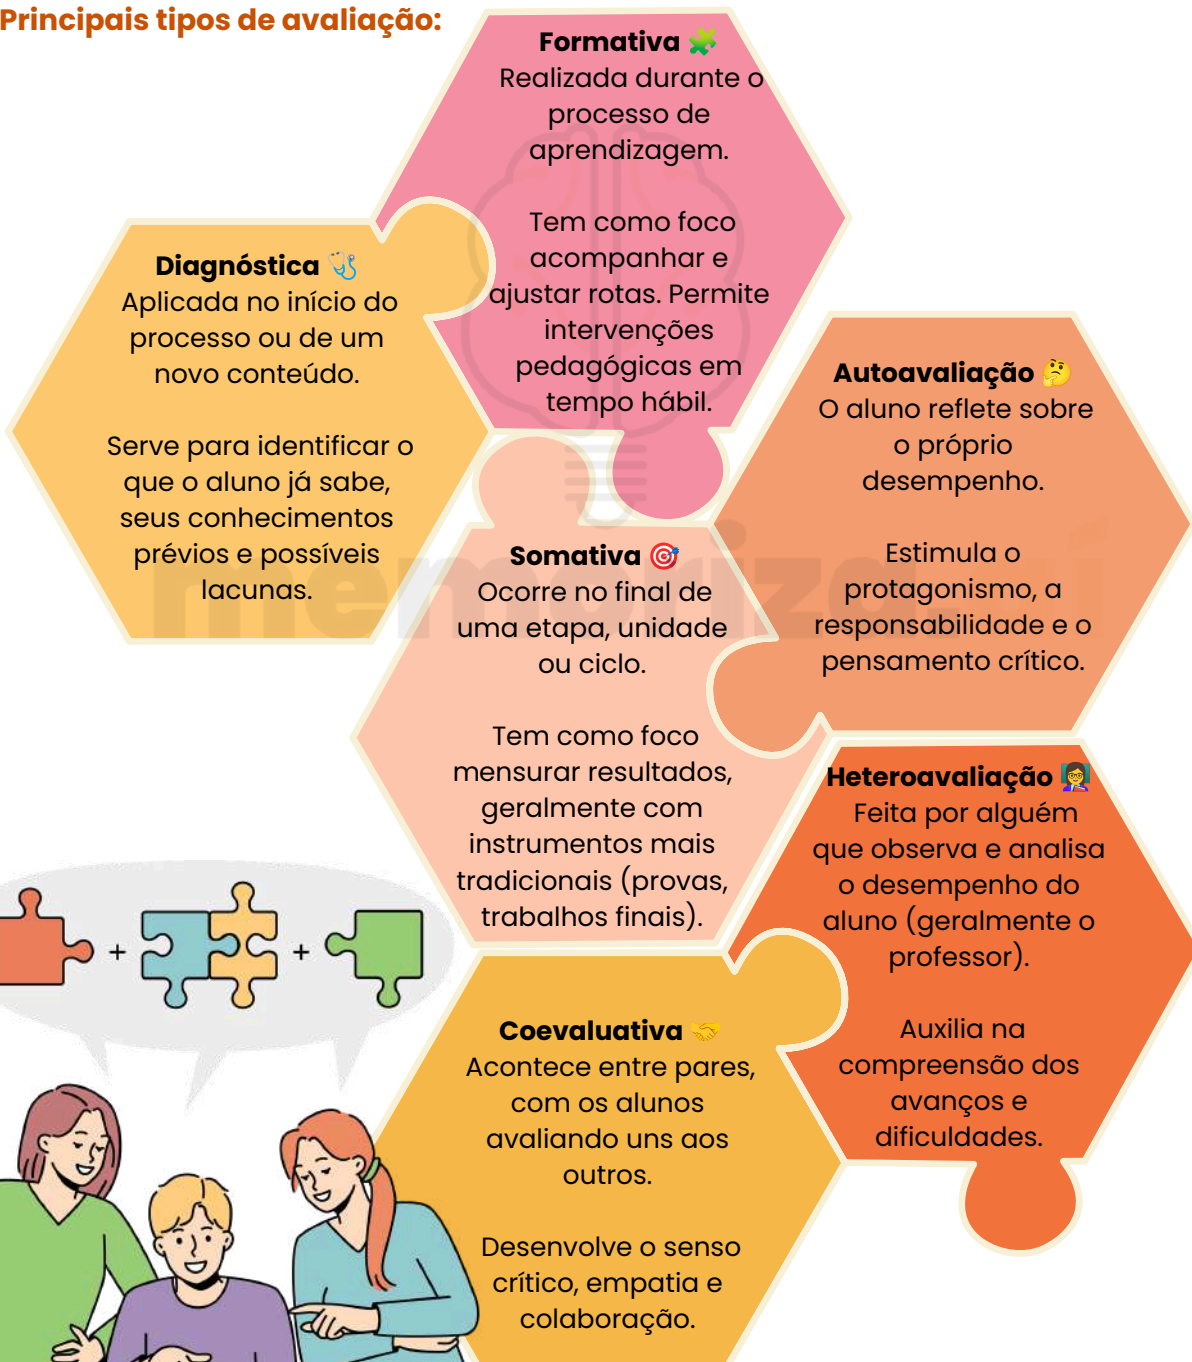 Principais tipos de avaliação:
Formativa 🧩
Realizada durante o
processo de
aprendizagem.
Tem como foco
acompanhar e
ajustar rotas. Permite
intervenções
pedagógicas em
tempo hábil.
Diagnóstica 🩺
Aplicada no início do
processo ou de um
novo conteúdo.
Serve para identificar o
que o aluno já sabe,
seus conhecimentos
prévios e possíveis
lacunas.
Autoavaliação 🤔
O aluno reflete sobre
o próprio
desempenho.
Estimula o
protagonismo, a
responsabilidade e o
pensamento crítico.
Somativa 🎯
Ocorre no final de
uma etapa, unidade
ou ciclo.
Tem como foco
mensurar resultados,
geralmente com
instrumentos mais
tradicionais (provas,
trabalhos finais).
Heteroavaliação 👩‍🏫
Feita por alguém
que observa e analisa
o desempenho do
aluno (geralmente o
professor).
Auxilia na
compreensão dos
avanços e
dificuldades.
Coevaluativa 🤝
Acontece entre pares,
com os alunos
avaliando uns aos
outros.
Desenvolve o senso
crítico, empatia e
colaboração.
+ +